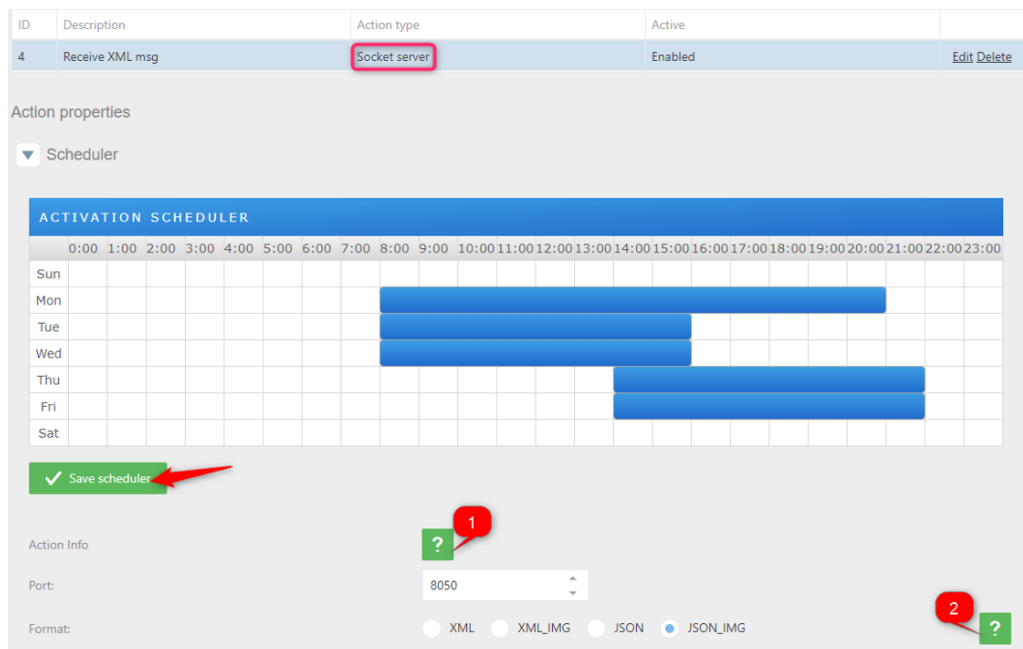 ID Description Action type Active
4 Receive XML msg Socket server Enabled Edit Delete
Action properties
Scheduler
ACTIVATION SCHEDULER
0:00 1:00 2:00 3:00 4:00 5:00 6:00 7:00 8:00 9:00 10:00 11:00 12:00 13:00 14:00 15:00 16:00 17:00 18:00 19:00 20:00 21:00 22:00 23:00
Sun
Mon
Tue
Wed
Thu
Fri
Sat
Save scheduler
1
Action Info ?
Port: 8050
2
Format: XML XML_IMG JSON JSON_IMG ?